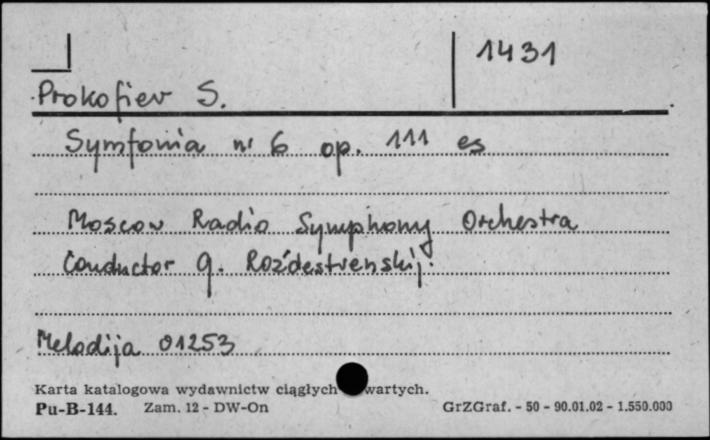 1431
Prokofiev S.
Symfonia nr 6 op. 111 es
Moscow Radio Symphony Orchestra
Conductor G. Rożdestvenskij.
Melodija 01253
Karta katalogowa wydawnictw ciągłych wartych.
Pu-B-144. Zam. 12 - DW-On GrZGraf. - 50 - 90.01.02 - 1.550.000